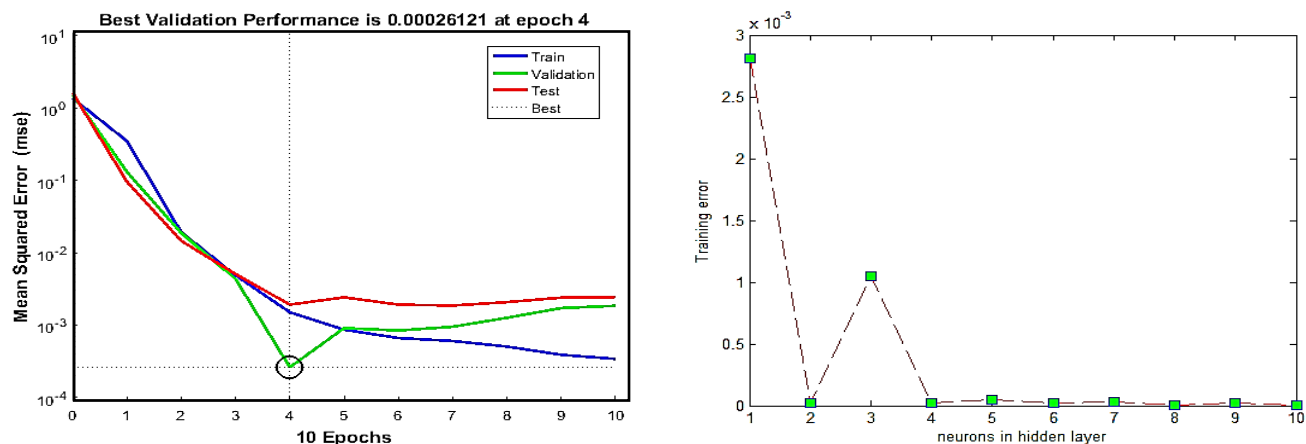 Best Validation Performance is 0.00026121 at epoch 4
10^1
10^0
10^-1
10^-2
10^-3
10^-4
Mean Squared Error (mse)
Train
Validation
Test
Best
0 1 2 3 4 5 6 7 8 9 10
10 Epochs
× 10^-3
3
2.5
2
1.5
1
0.5
0
Training error
1 2 3 4 5 6 7 8 9 10
neurons in hidden layer